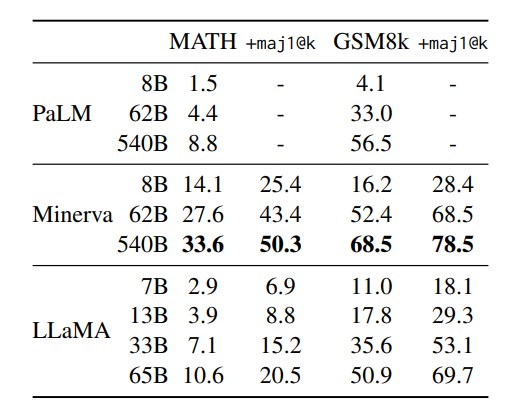 MATH +maj1@k GSM8k +maj1@k
8B 1.5 - 4.1 -
PaLM 62B 4.4 - 33.0 -
540B 8.8 - 56.5 -
8B 14.1 25.4 16.2 28.4
Minerva 62B 27.6 43.4 52.4 68.5
540B 33.6 50.3 68.5 78.5
7B 2.9 6.9 11.0 18.1
13B 3.9 8.8 17.8 29.3
LLaMA
33B 7.1 15.2 35.6 53.1
65B 10.6 20.5 50.9 69.7